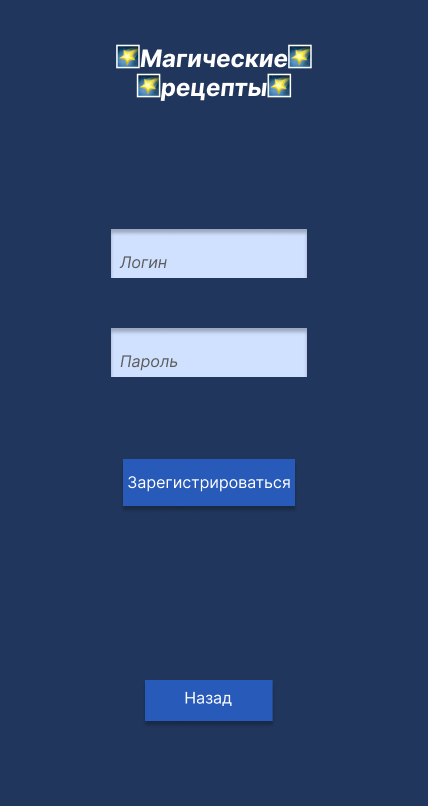 Магические
рецепты
Логин
Пароль
Зарегистрироваться
Назад